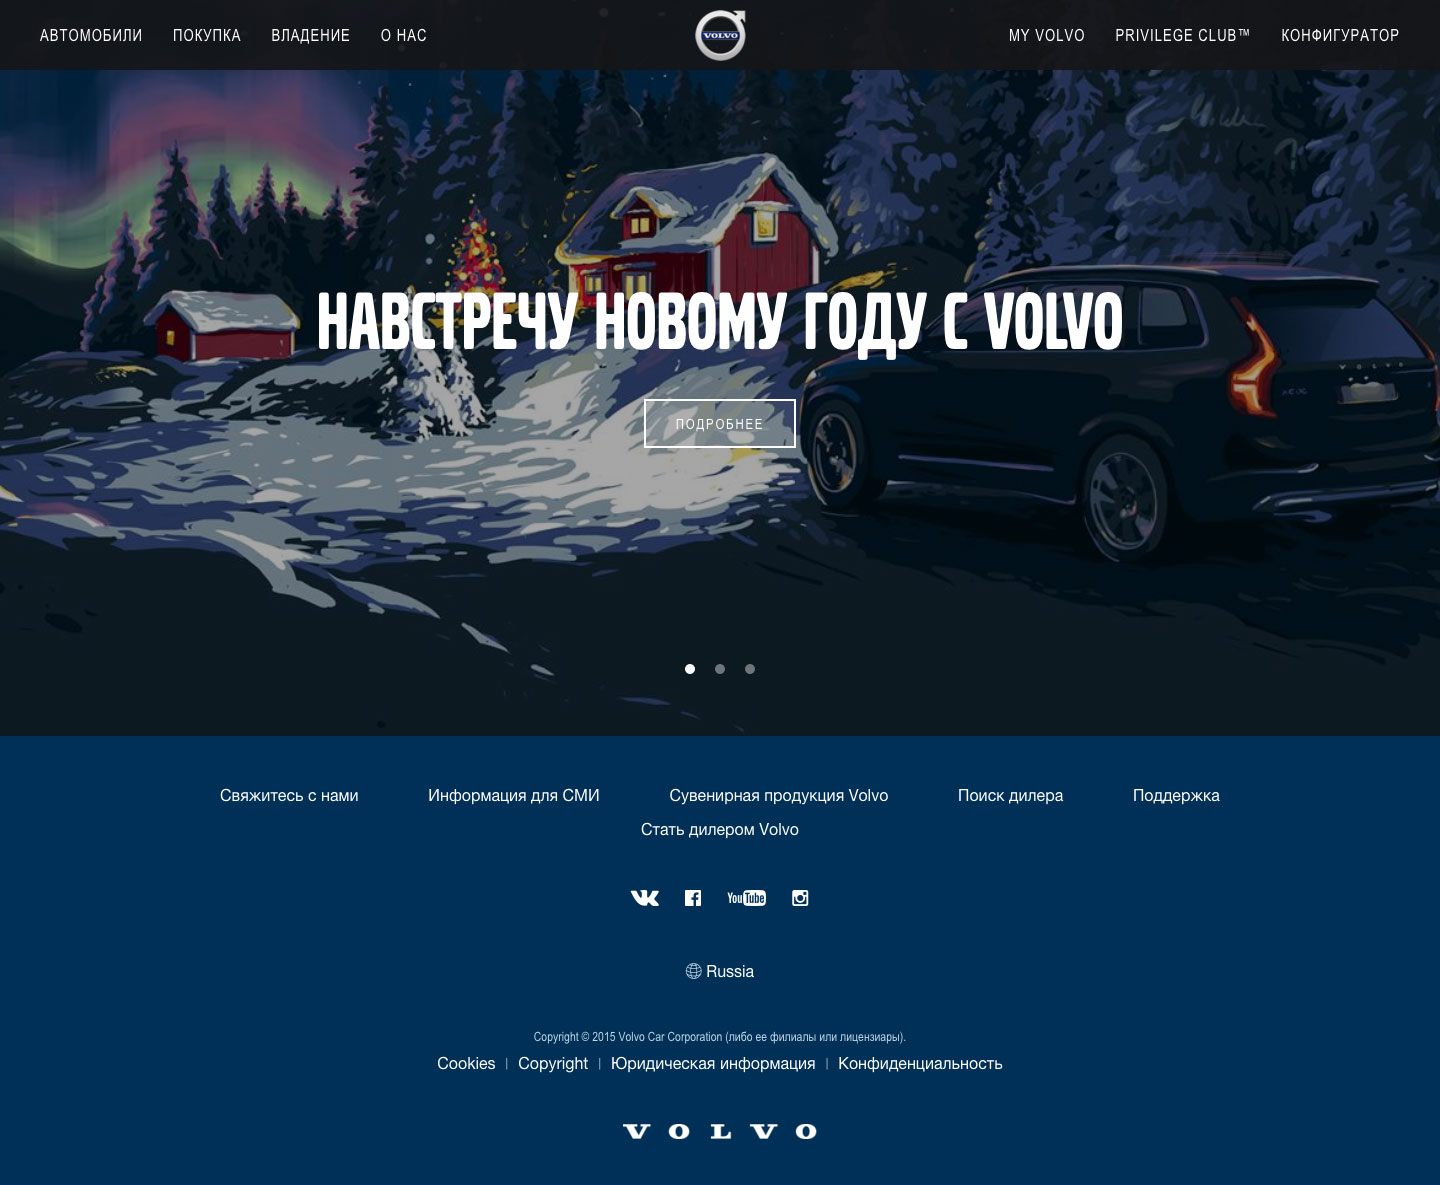 АВТОМОБИЛИ ПОКУПКА ВЛАДЕНИЕ О НАС VOLVO MY VOLVO PRIVILEGE CLUB™ КОНФИГУРАТОР
НАВСТРЕЧУ НОВОМУ ГОДУ С VOLVO
VOLVO
ПОДРОБНЕЕ
Свяжитесь с нами Информация для СМИ Сувенирная продукция Volvo Поиск дилера Поддержка
Стать дилером Volvo
You Tube
Russia
Copyright © 2015 Volvo Car Corporation (либо ее филиалы или лицензиары).
Cookies | Copyright | Юридическая информация | Конфиденциальность
VOLVO